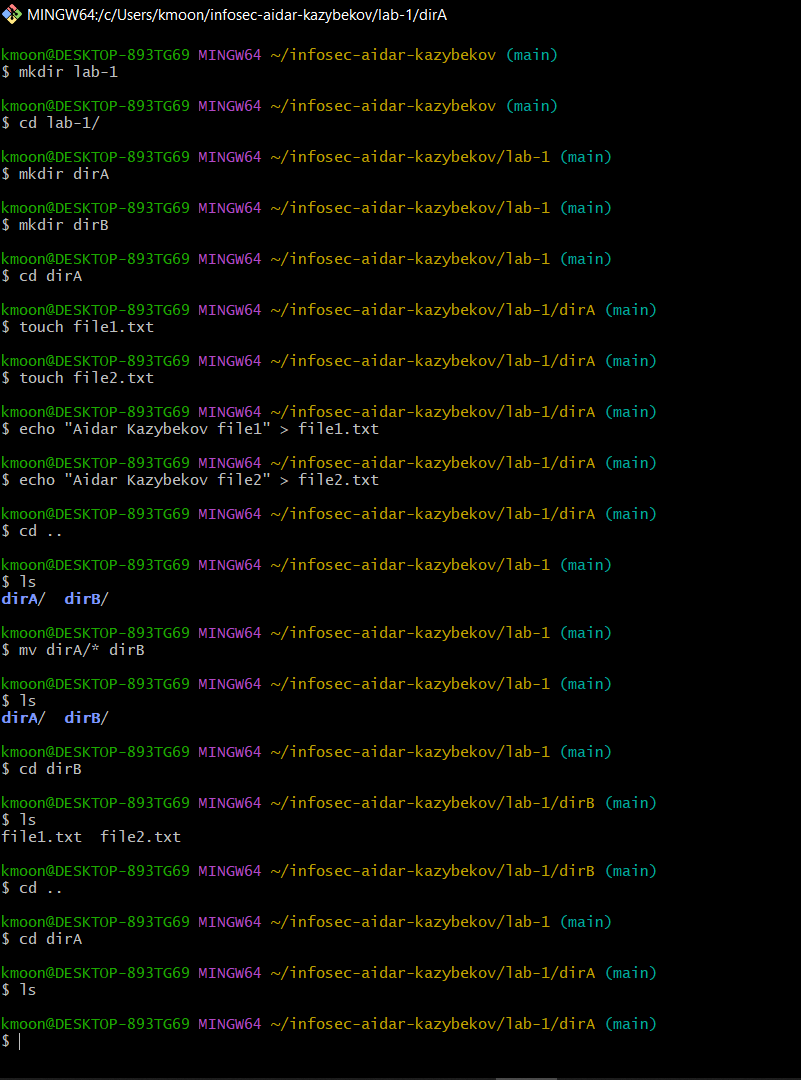 MINGW64:/c/Users/kmoon/infosec-aidar-kazybekov/lab-1/dirA
kmoon@DESKTOP-893TG69 MINGW64 ~/infosec-aidar-kazybekov (main)
$ mkdir lab-1
kmoon@DESKTOP-893TG69 MINGW64 ~/infosec-aidar-kazybekov (main)
$ cd lab-1/
kmoon@DESKTOP-893TG69 MINGW64 ~/infosec-aidar-kazybekov/lab-1 (main)
$ mkdir dirA
kmoon@DESKTOP-893TG69 MINGW64 ~/infosec-aidar-kazybekov/lab-1 (main)
$ mkdir dirB
kmoon@DESKTOP-893TG69 MINGW64 ~/infosec-aidar-kazybekov/lab-1 (main)
$ cd dirA
kmoon@DESKTOP-893TG69 MINGW64 ~/infosec-aidar-kazybekov/lab-1/dirA (main)
$ touch file1.txt
kmoon@DESKTOP-893TG69 MINGW64 ~/infosec-aidar-kazybekov/lab-1/dirA (main)
$ touch file2.txt
kmoon@DESKTOP-893TG69 MINGW64 ~/infosec-aidar-kazybekov/lab-1/dirA (main)
$ echo "Aidar Kazybekov file1" > file1.txt
kmoon@DESKTOP-893TG69 MINGW64 ~/infosec-aidar-kazybekov/lab-1/dirA (main)
$ echo "Aidar Kazybekov file2" > file2.txt
kmoon@DESKTOP-893TG69 MINGW64 ~/infosec-aidar-kazybekov/lab-1/dirA (main)
$ cd ..
kmoon@DESKTOP-893TG69 MINGW64 ~/infosec-aidar-kazybekov/lab-1 (main)
$ ls
dirA/  dirB/
kmoon@DESKTOP-893TG69 MINGW64 ~/infosec-aidar-kazybekov/lab-1 (main)
$ mv dirA/* dirB
kmoon@DESKTOP-893TG69 MINGW64 ~/infosec-aidar-kazybekov/lab-1 (main)
$ ls
dirA/  dirB/
kmoon@DESKTOP-893TG69 MINGW64 ~/infosec-aidar-kazybekov/lab-1 (main)
$ cd dirB
kmoon@DESKTOP-893TG69 MINGW64 ~/infosec-aidar-kazybekov/lab-1/dirB (main)
$ ls
file1.txt  file2.txt
kmoon@DESKTOP-893TG69 MINGW64 ~/infosec-aidar-kazybekov/lab-1/dirB (main)
$ cd ..
kmoon@DESKTOP-893TG69 MINGW64 ~/infosec-aidar-kazybekov/lab-1 (main)
$ cd dirA
kmoon@DESKTOP-893TG69 MINGW64 ~/infosec-aidar-kazybekov/lab-1/dirA (main)
$ ls
kmoon@DESKTOP-893TG69 MINGW64 ~/infosec-aidar-kazybekov/lab-1/dirA (main)
$